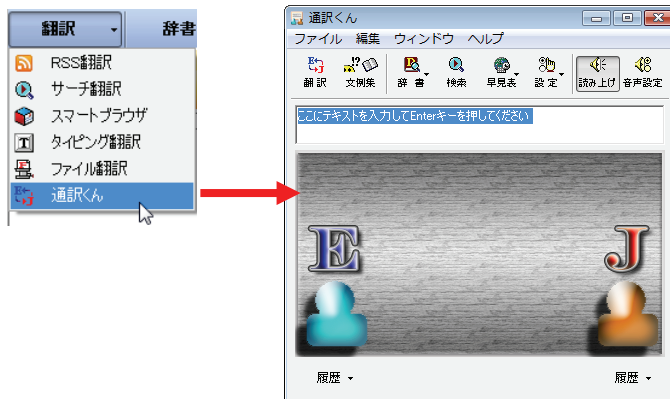 翻訳 辞書
RSS翻訳
サーチ翻訳
スマートブラウザ
タイピング翻訳
ファイル翻訳
通訳くん
通訳くん
ファイル 編集 ウィンドウ ヘルプ
翻訳 文例集 辞書 検索 早見表 設定 読み上げ 音声設定
ここにテキストを入力してEnterキーを押してください
E J
履歴 履歴